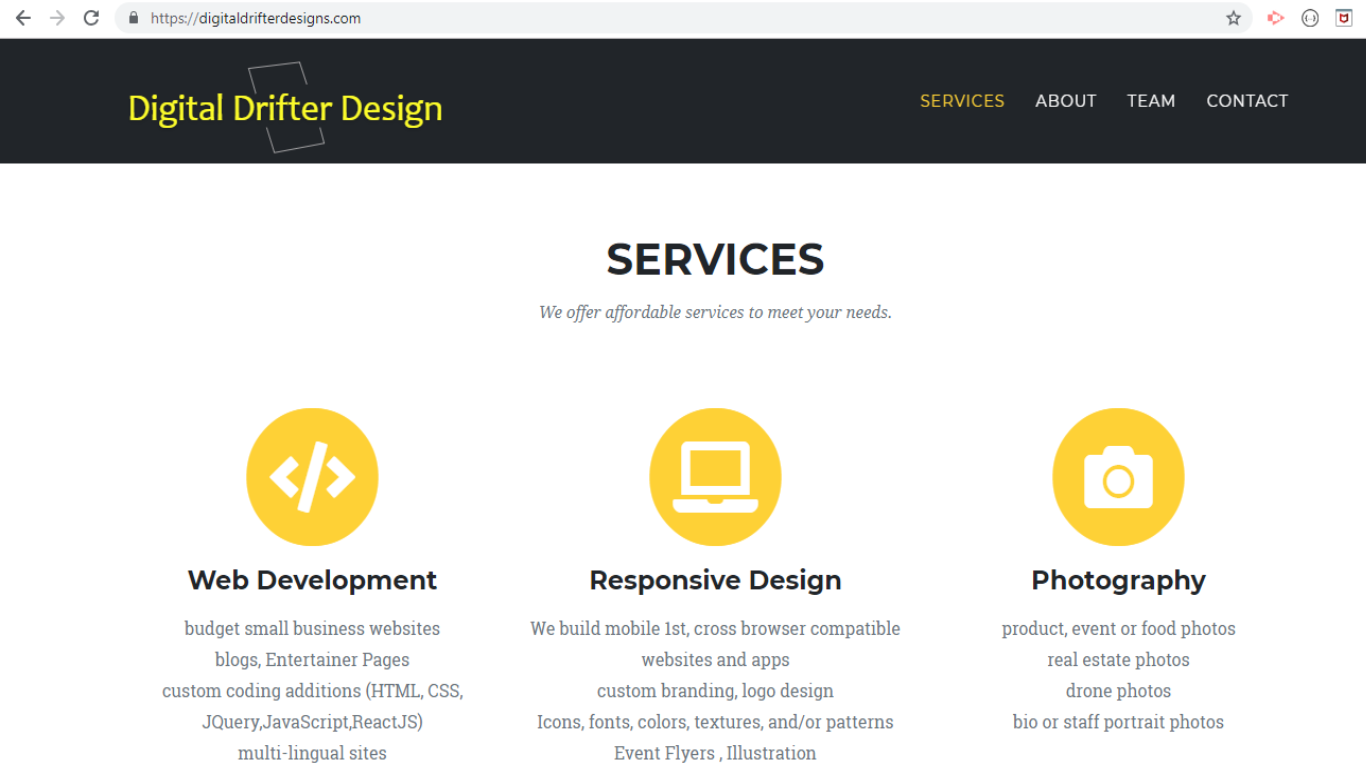 https://digitaldrifterdesigns.com
Digital Drifter Design
SERVICES
ABOUT
TEAM
CONTACT
SERVICES
We offer affordable services to meet your needs.
Web Development
budget small business websites
blogs, Entertainer Pages
custom coding additions (HTML, CSS,
JQuery,JavaScript,ReactJS)
multi-lingual sites
Responsive Design
We build mobile 1st, cross browser compatible
websites and apps
custom branding, logo design
Icons, fonts, colors, textures, and/or patterns
Event Flyers , Illustration
Photography
product, event or food photos
real estate photos
drone photos
bio or staff portrait photos